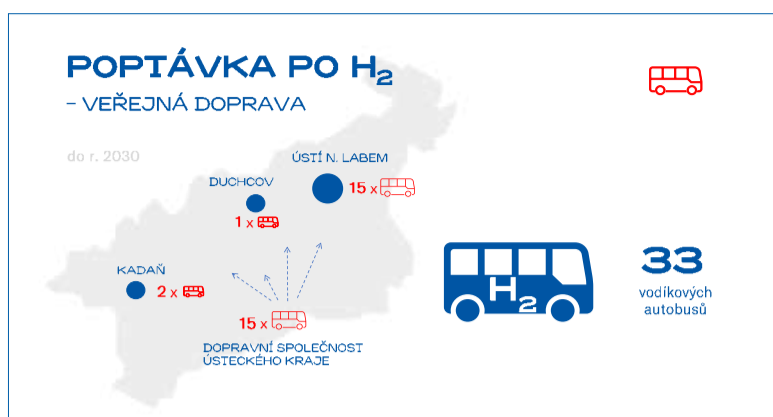 POPTÁVKA PO H₂
– VEŘEJNÁ DOPRAVA
do r. 2030
ÚSTÍ N. LABEM
15 x
DUCHCOV
1 x
KADAŇ
2 x
15 x
DOPRAVNÍ SPOLEČNOST
ÚSTECKÉHO KRAJE
H₂
33
vodíkových
autobusů